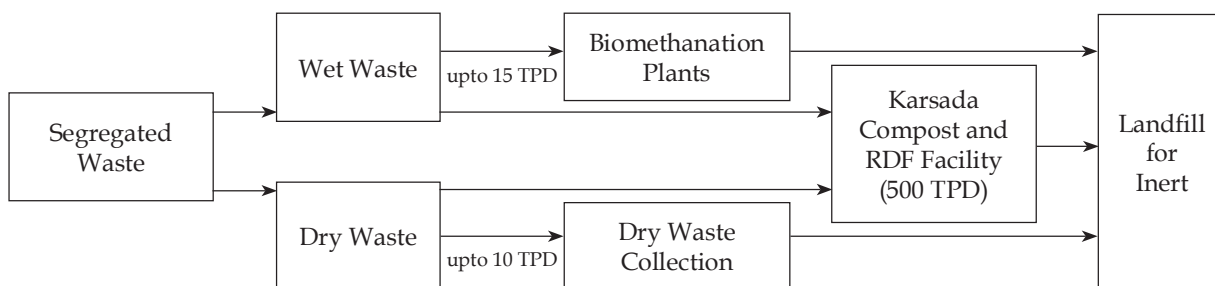 Segregated
Waste
Wet Waste
upto 15 TPD
Biomethanation
Plants
Dry Waste
upto 10 TPD
Dry Waste
Collection
Karsada
Compost and
RDF Facility
(500 TPD)
Landfill
for
Inert